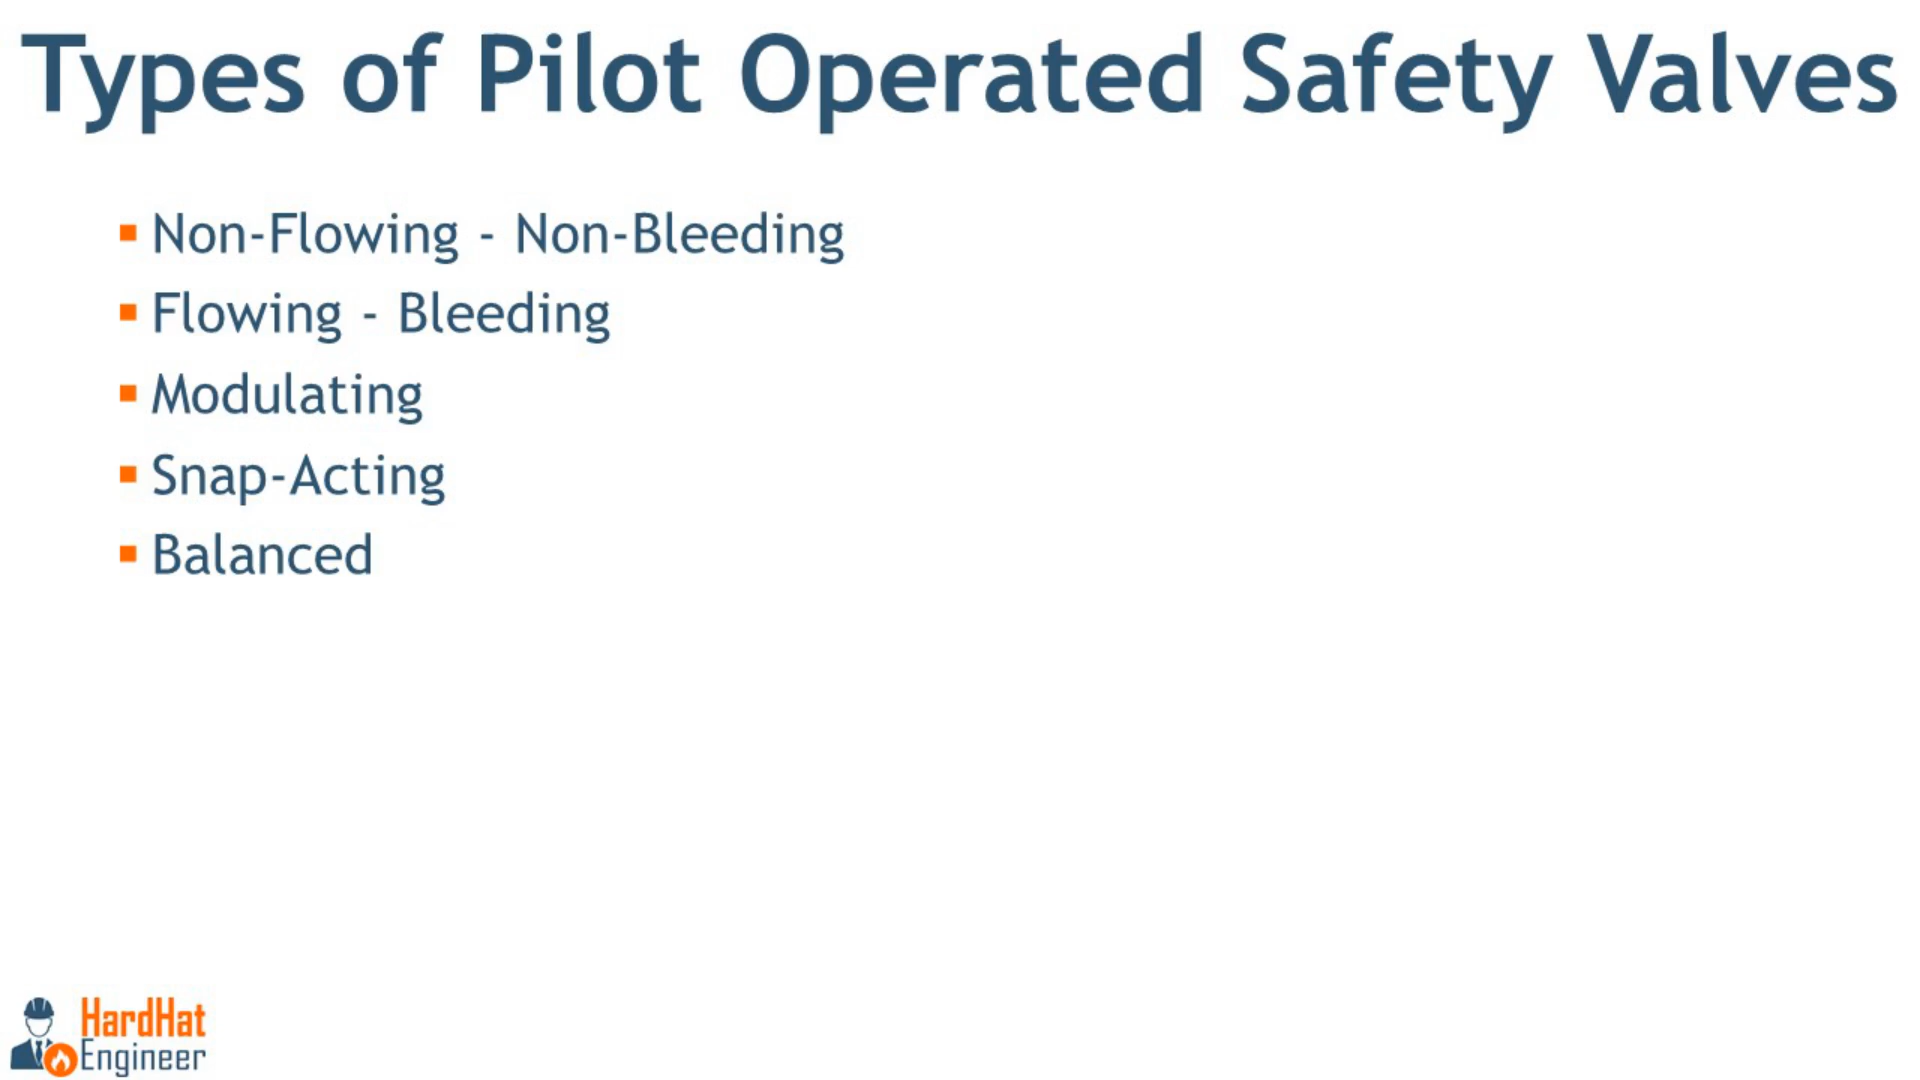 Types of Pilot Operated Safety Valves
Non-Flowing - Non-Bleeding
Flowing - Bleeding
Modulating
Snap-Acting
Balanced
HardHat
Engineer